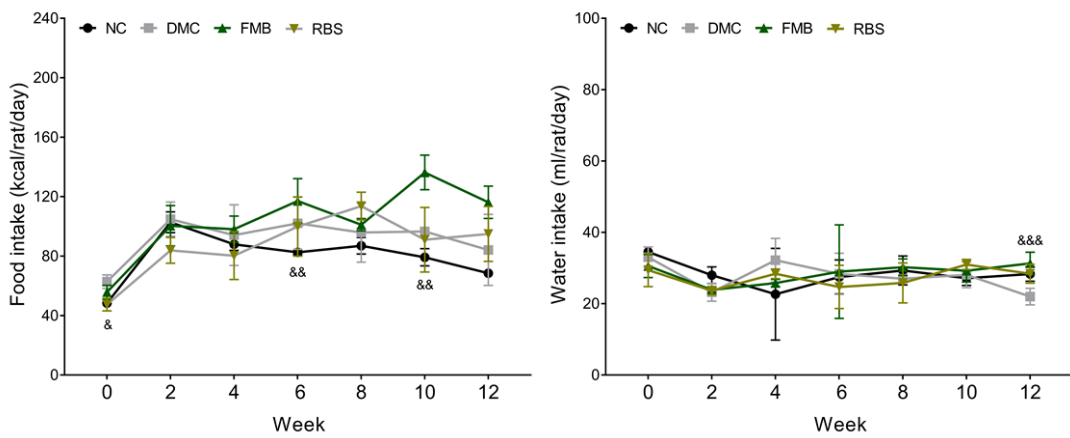 NC DMC FMB RBS
Food intake (kcal/rat/day)
240
200
160
120
80
40
0
&
&&
&&
0 2 4 6 8 10 12
Week
NC DMC FMB RBS
Water intake (ml/rat/day)
100
80
60
40
20
0
&&&
0 2 4 6 8 10 12
Week